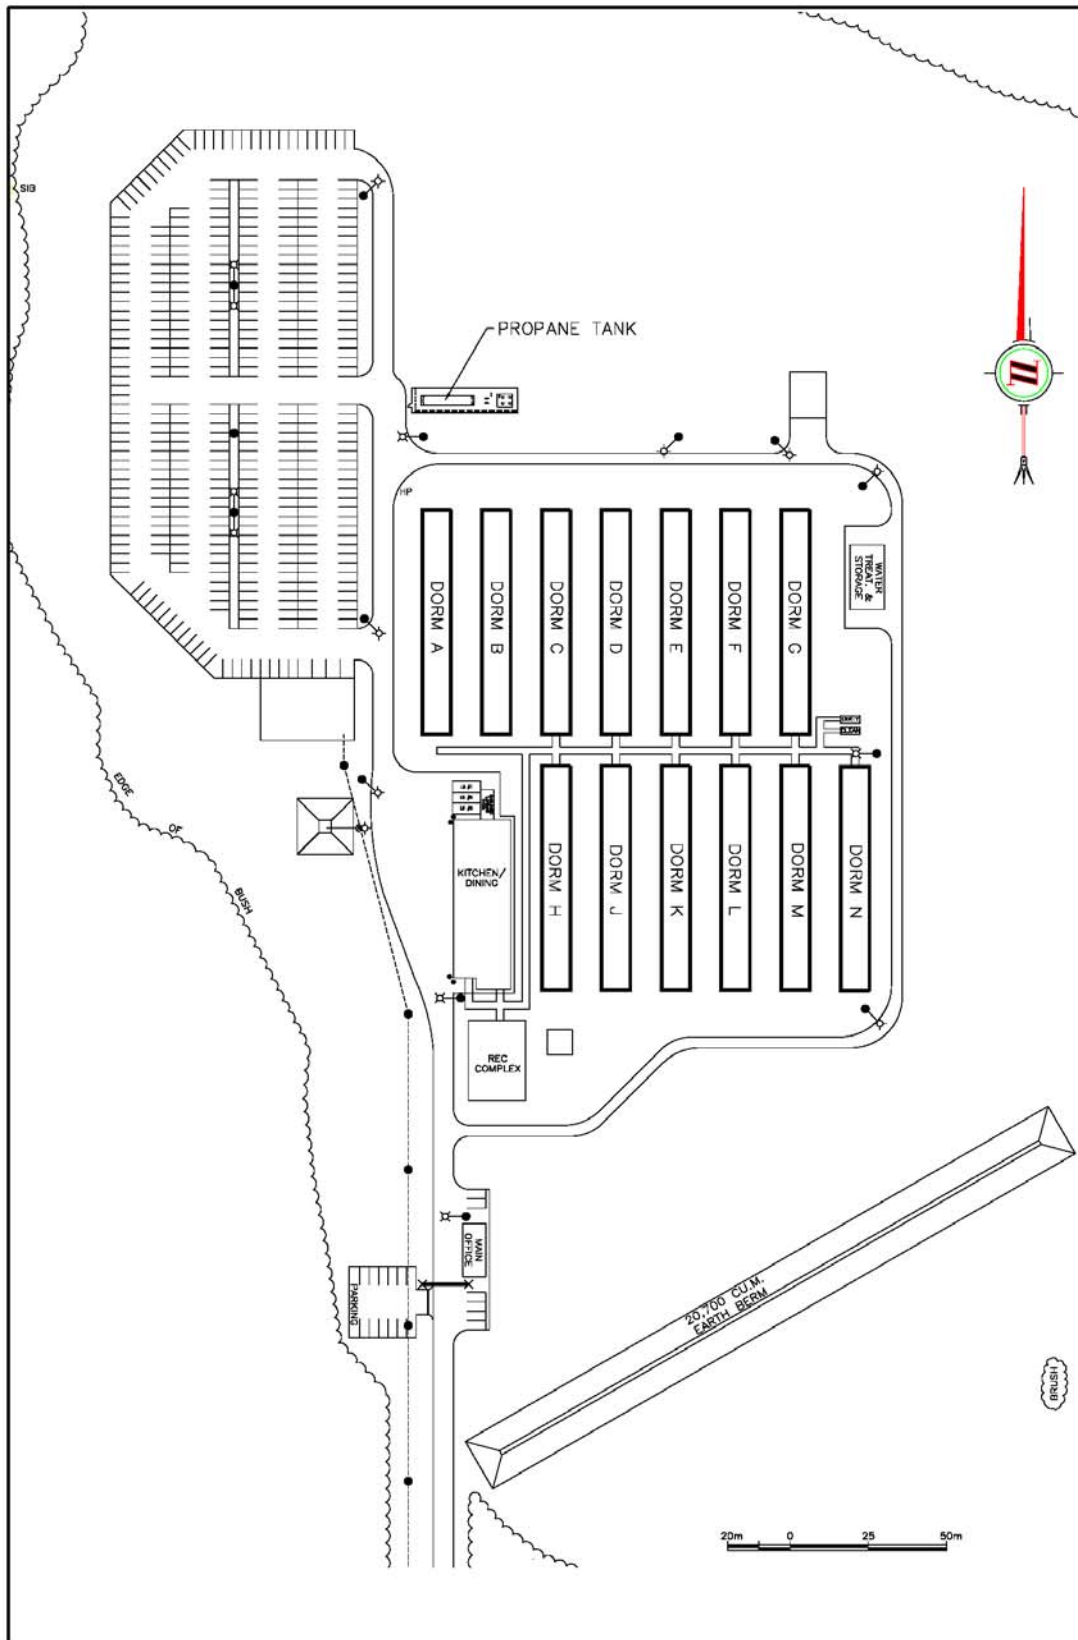 SIB
PROPANE TANK
HP
DORM A
DORM B
DORM C
DORM D
DORM E
DORM F
DORM G
WATER
TREAT. &
STORAGE
CLEAN
EDGE
OF
BUSH
KITCHEN/
DINING
DORM H
DORM J
DORM K
DORM L
DORM M
DORM N
REC
COMPLEX
MAIN
OFFICE
PARKING
20,700 CU.M.
EARTH BERM
BRUSH
20m 0 25 50m